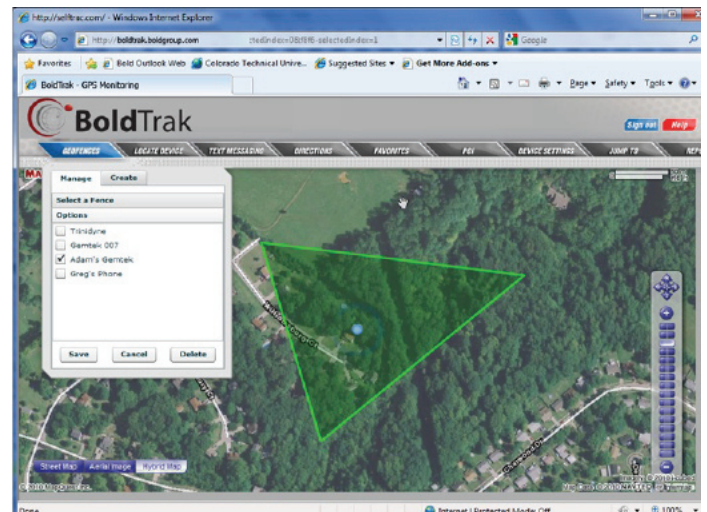 http://selftrac.com/ - Windows Internet Explorer
http://boldtrak.boldgroup.com
Google
Favorites Bold Outlook Web Colorado Technical Unive... Suggested Sites Get More Add-ons
BoldTrak - GPS Monitoring Page Safety Tools
BoldTrak
Sign out Help
GEOFENCES LOCATE DEVICE TEXT MESSAGING DIRECTIONS FAVORITES POI DEVICE SETTINGS JUMP TO
Manage Create
Select a Fence
Options
Trinidyne
Gemtek 007
Adam's Gemtek
Greg's Phone
Save Cancel Delete
Street Map Aerial Image Hybrid Map
Done Internet | Protected Mode: Off 100%